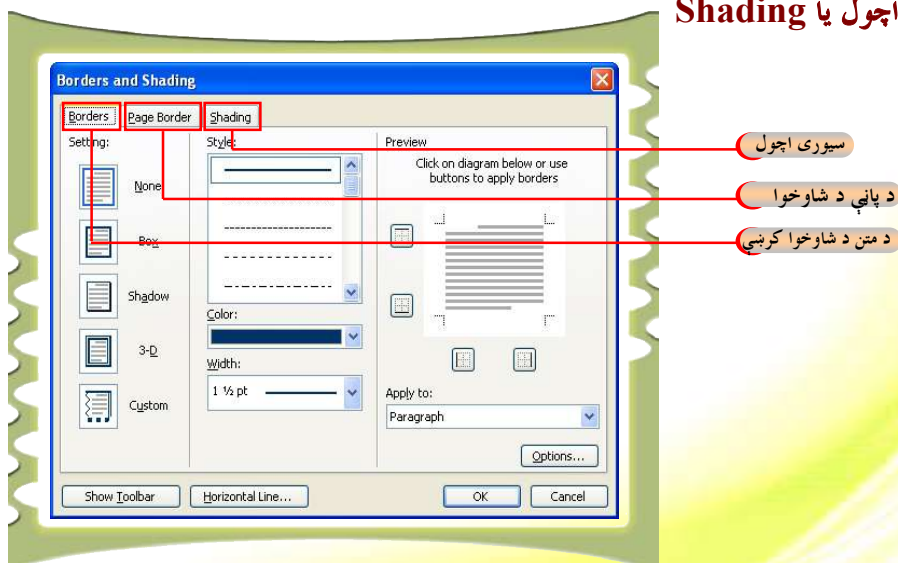 اچول یا Shading
Borders and Shading
Borders
Page Border
Shading
Setting:
None
Box
Shadow
3-D
Custom
Style:
Color:
Width:
1 ½ pt
Preview
Click on diagram below or use
buttons to apply borders
Apply to:
Paragraph
Options...
Show Toolbar
Horizontal Line...
OK
Cancel
سیوری اچول
د پاڼې د شاوخوا
د متن د شاوخوا کرښې